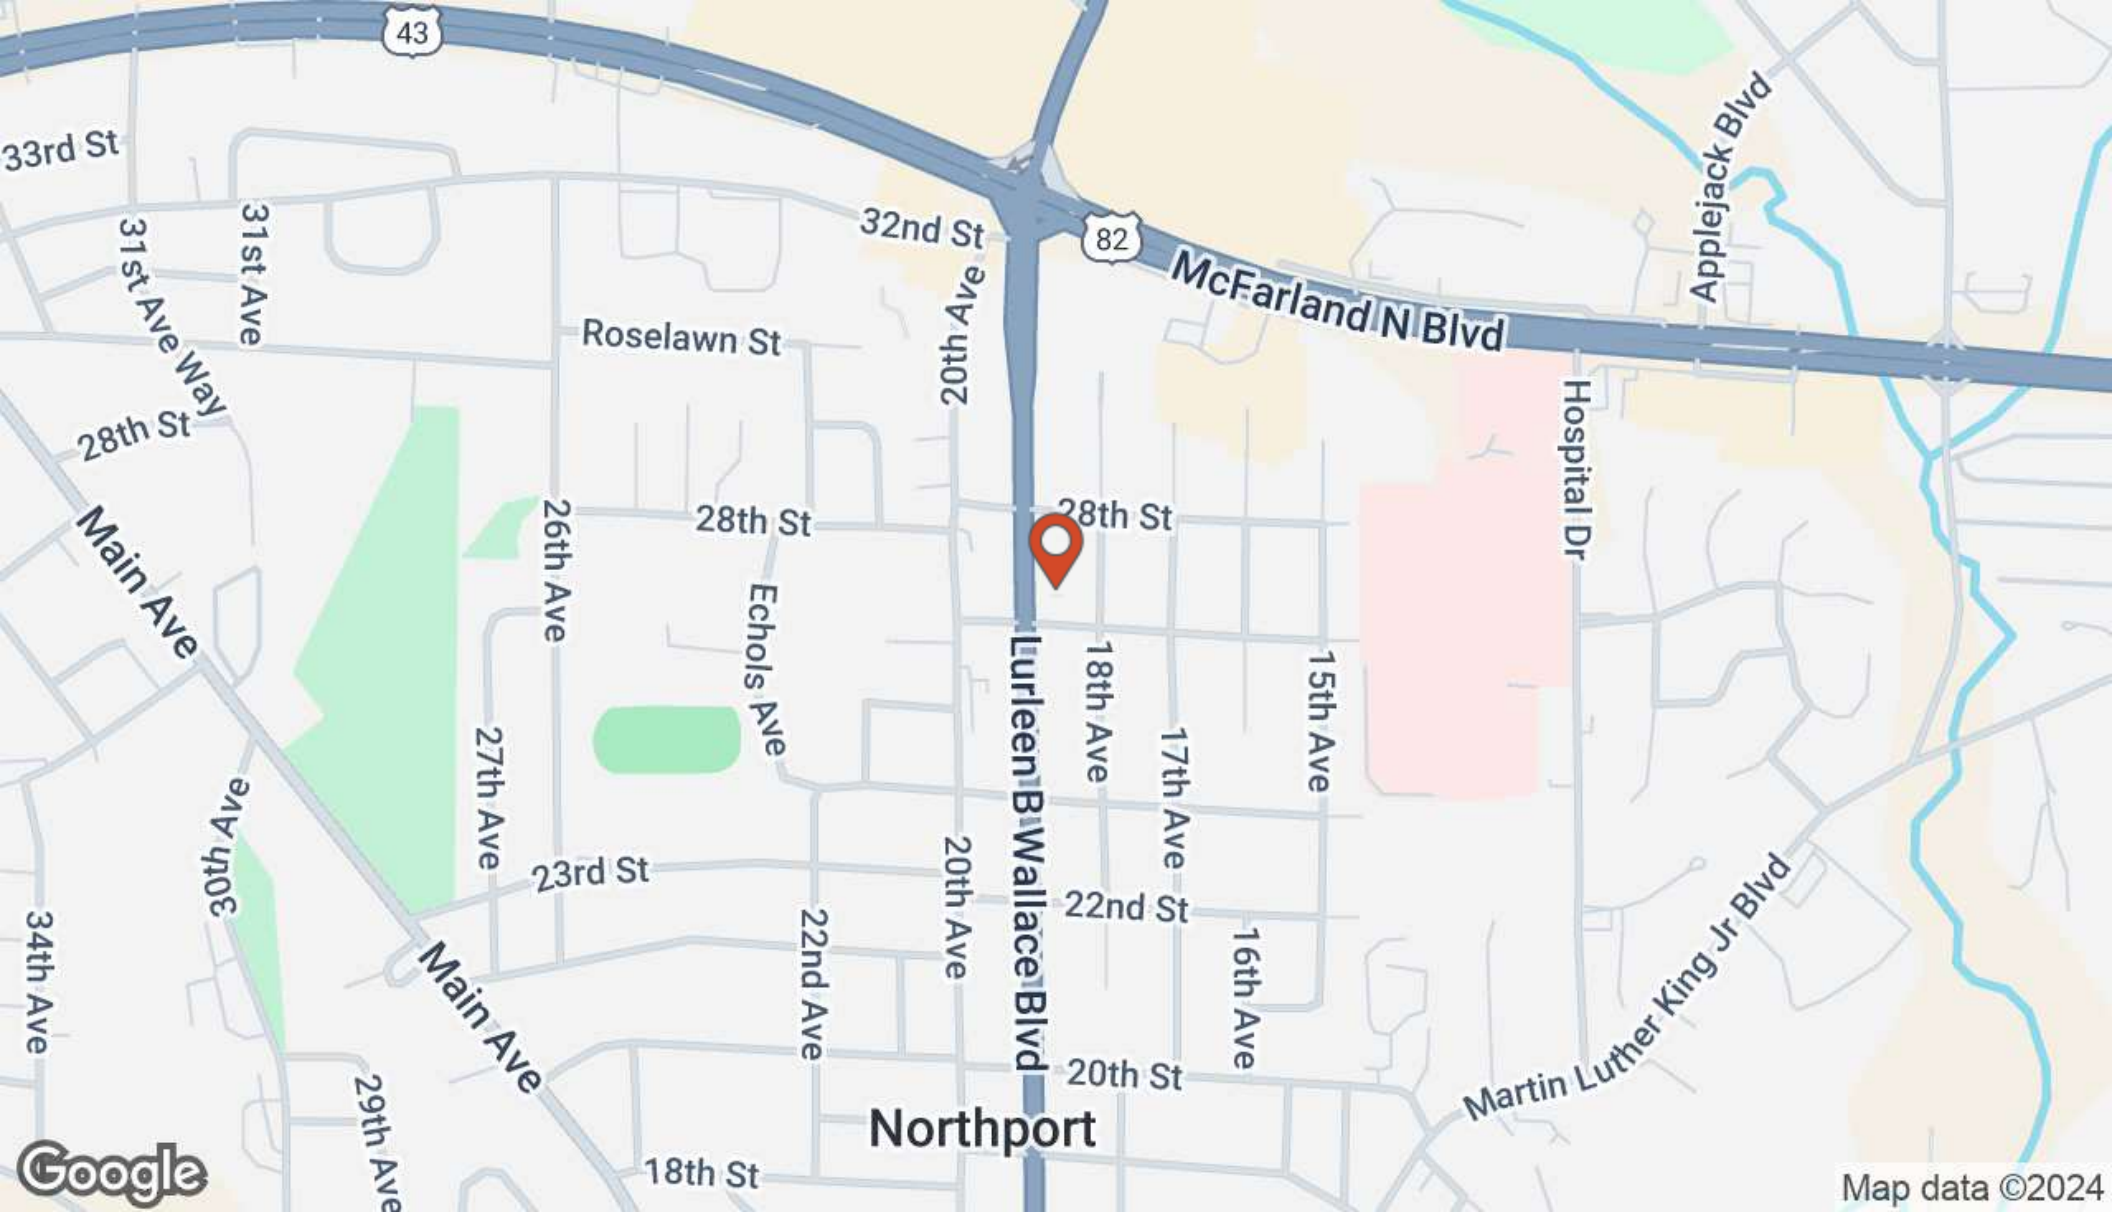 43
33rd St
Applejack Blvd
31st Ave
31st Ave Way
32nd St
82
McFarland N Blvd
20th Ave
Roselawn St
28th St
Hospital Dr
Main Ave
26th Ave
28th St
28th St
Echols Ave
Lurleen B Wallace Blvd
18th Ave
15th Ave
27th Ave
17th Ave
30th Ave
23rd St
20th Ave
22nd St
34th Ave
22nd Ave
16th Ave
Martin Luther King Jr Blvd
Main Ave
29th Ave
20th St
Northport
18th St
Google
Map data ©2024